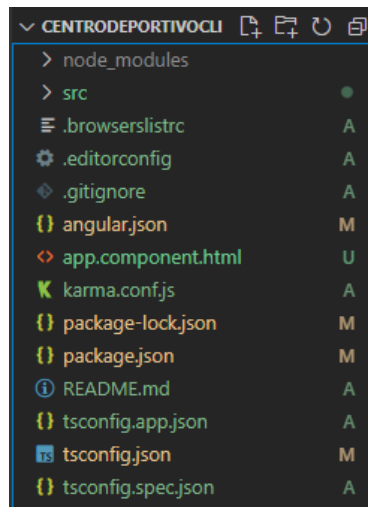 CENTRODEPORTIVOCLI
node_modules
src
.browserslistrc A
.editorconfig A
.gitignore A
{} angular.json M
<> app.component.html U
K karma.conf.js A
{} package-lock.json M
{} package.json M
README.md A
{} tsconfig.app.json A
TS tsconfig.json M
{} tsconfig.spec.json A